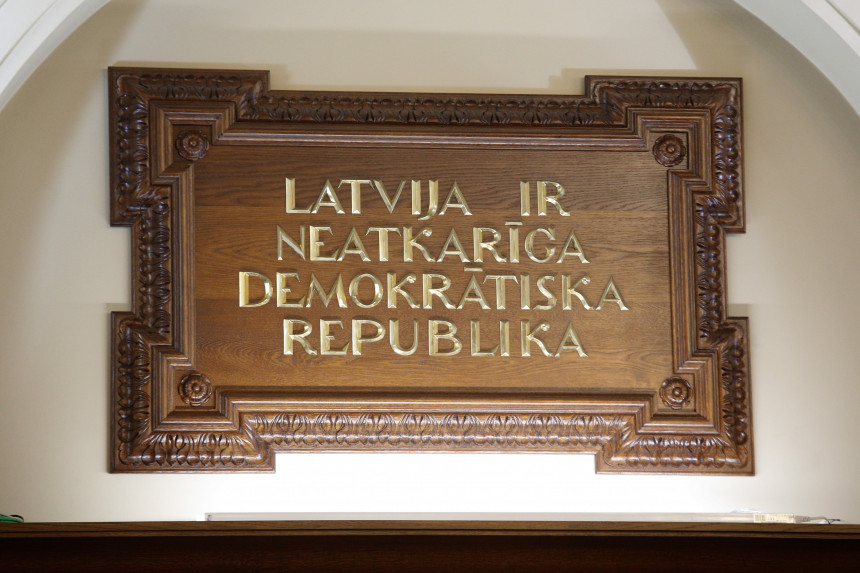 LATVIJA IR
NEATKARĪGA
DEMOKRĀTISKA
REPUBLIKA